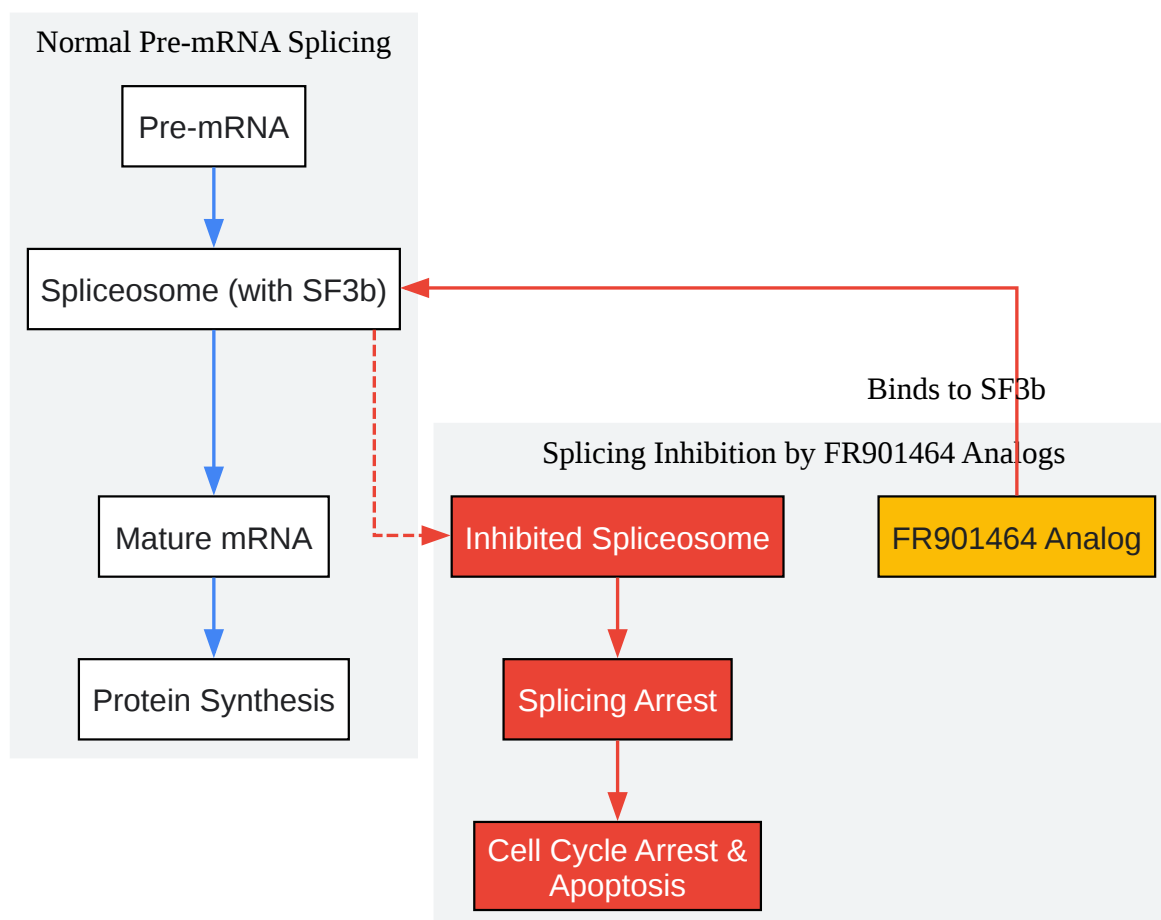 Normal Pre-mRNA Splicing
Pre-mRNA
Spliceosome (with SF3b)
Mature mRNA
Protein Synthesis
Binds to SF3b
Splicing Inhibition by FR901464 Analogs
Inhibited Spliceosome
FR901464 Analog
Splicing Arrest
Cell Cycle Arrest &
Apoptosis